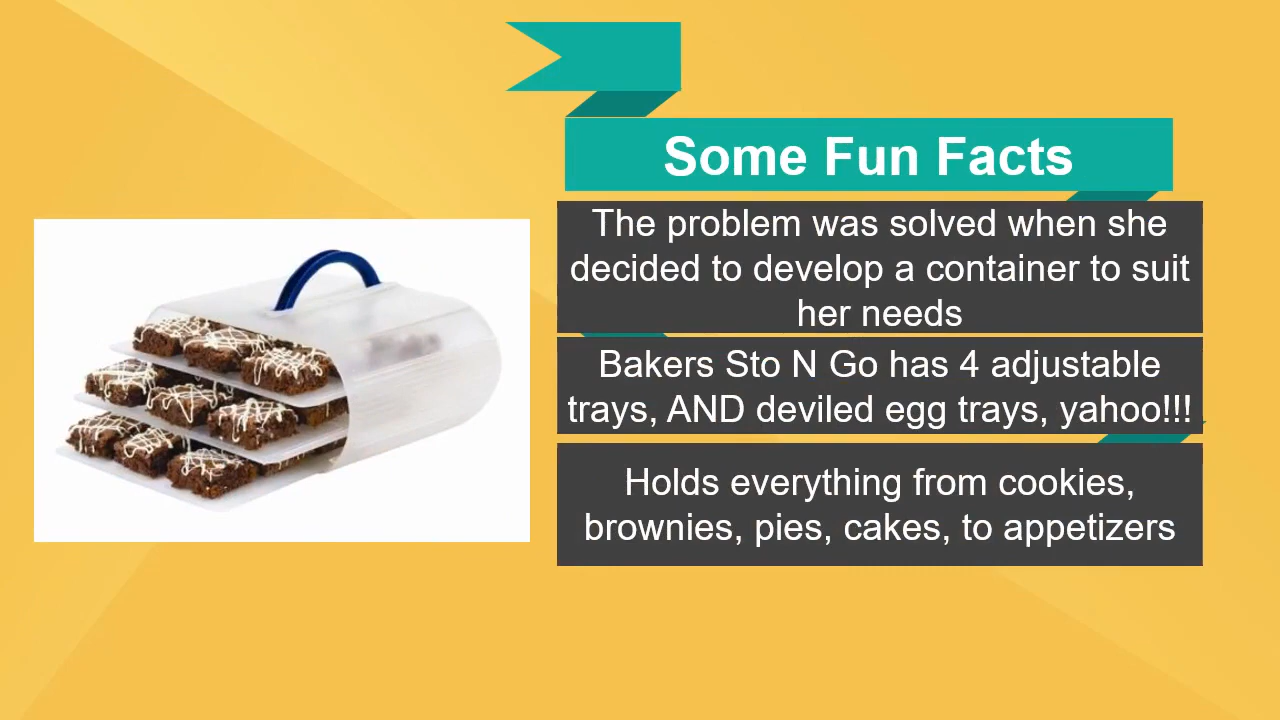 Some Fun Facts
The problem was solved when she
decided to develop a container to suit
her needs
Bakers Sto N Go has 4 adjustable
trays, AND deviled egg trays, yahoo!!!
Holds everything from cookies,
brownies, pies, cakes, to appetizers